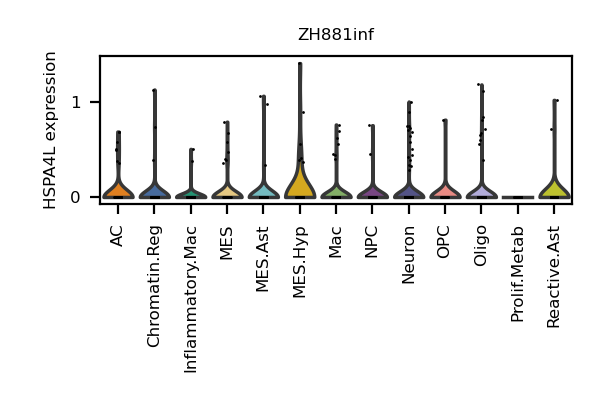 ZH881inf
HSPA4L expression
1
0
AC
Chromatin.Reg
Inflammatory.Mac
MES
MES.Ast
MES.Hyp
Mac
NPC
Neuron
OPC
Oligo
Prolif.Metab
Reactive.Ast